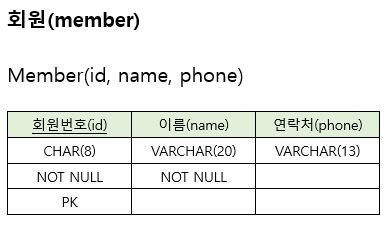 회원(member)
Member(id, name, phone)
회원번호(id) 이름(name) 연락처(phone)
CHAR(8) VARCHAR(20) VARCHAR(13)
NOT NULL NOT NULL
PK